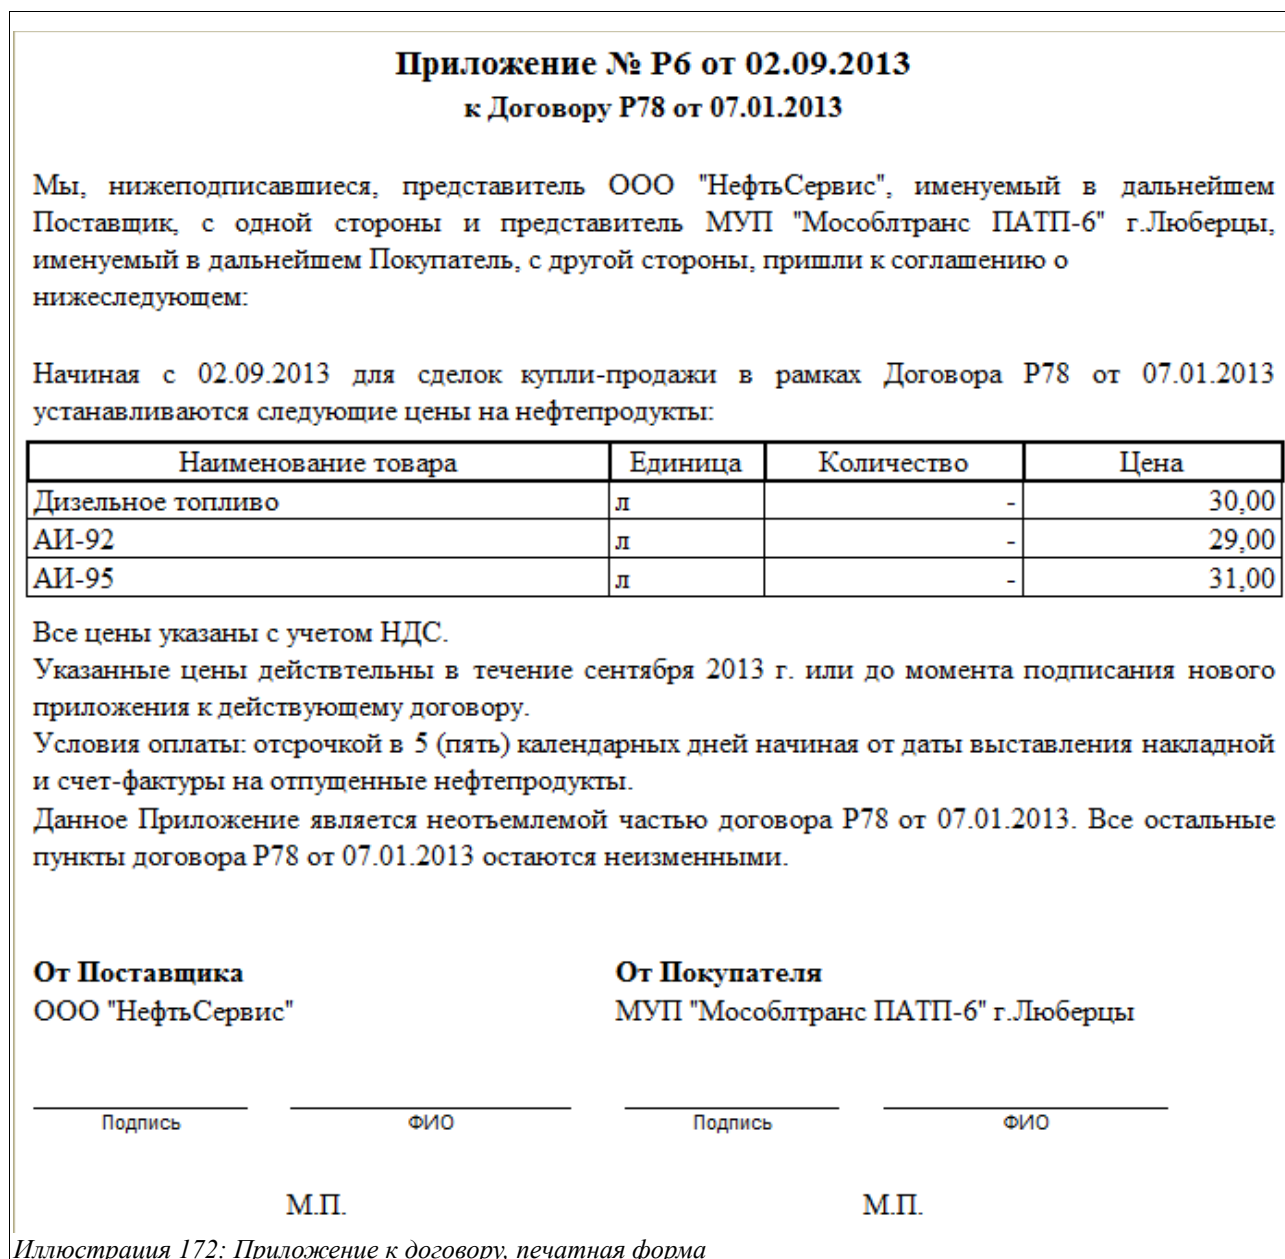 Приложение № Р6 от 02.09.2013
к Договору Р78 от 07.01.2013
Мы, нижеподписавшиеся, представитель ООО "НефтьСервис", именуемый в дальнейшем
Поставщик, с одной стороны и представитель МУП "Мособлтранс ПАТП-6" г.Люберцы,
именуемый в дальнейшем Покупатель, с другой стороны, пришли к соглашению о
нижеследующем:
Начиная с 02.09.2013 для сделок купли-продажи в рамках Договора Р78 от 07.01.2013
устанавливаются следующие цены на нефтепродукты:
Наименование товара Единица Количество Цена
Дизельное топливо л - 30,00
АИ-92 л - 29,00
АИ-95 л - 31,00
Все цены указаны с учетом НДС.
Указанные цены действтельны в течение сентября 2013 г. или до момента подписания нового
приложения к действующему договору.
Условия оплаты: отсрочкой в 5 (пять) календарных дней начиная от даты выставления накладной
и счет-фактуры на отпущенные нефтепродукты.
Данное Приложение является неотъемлемой частью договора Р78 от 07.01.2013. Все остальные
пункты договора Р78 от 07.01.2013 остаются неизменными.
От Поставщика От Покупателя
ООО "НефтьСервис" МУП "Мособлтранс ПАТП-6" г.Люберцы
Подпись ФИО Подпись ФИО
М.П. М.П.
Иллюстрация 172: Приложение к договору, печатная форма